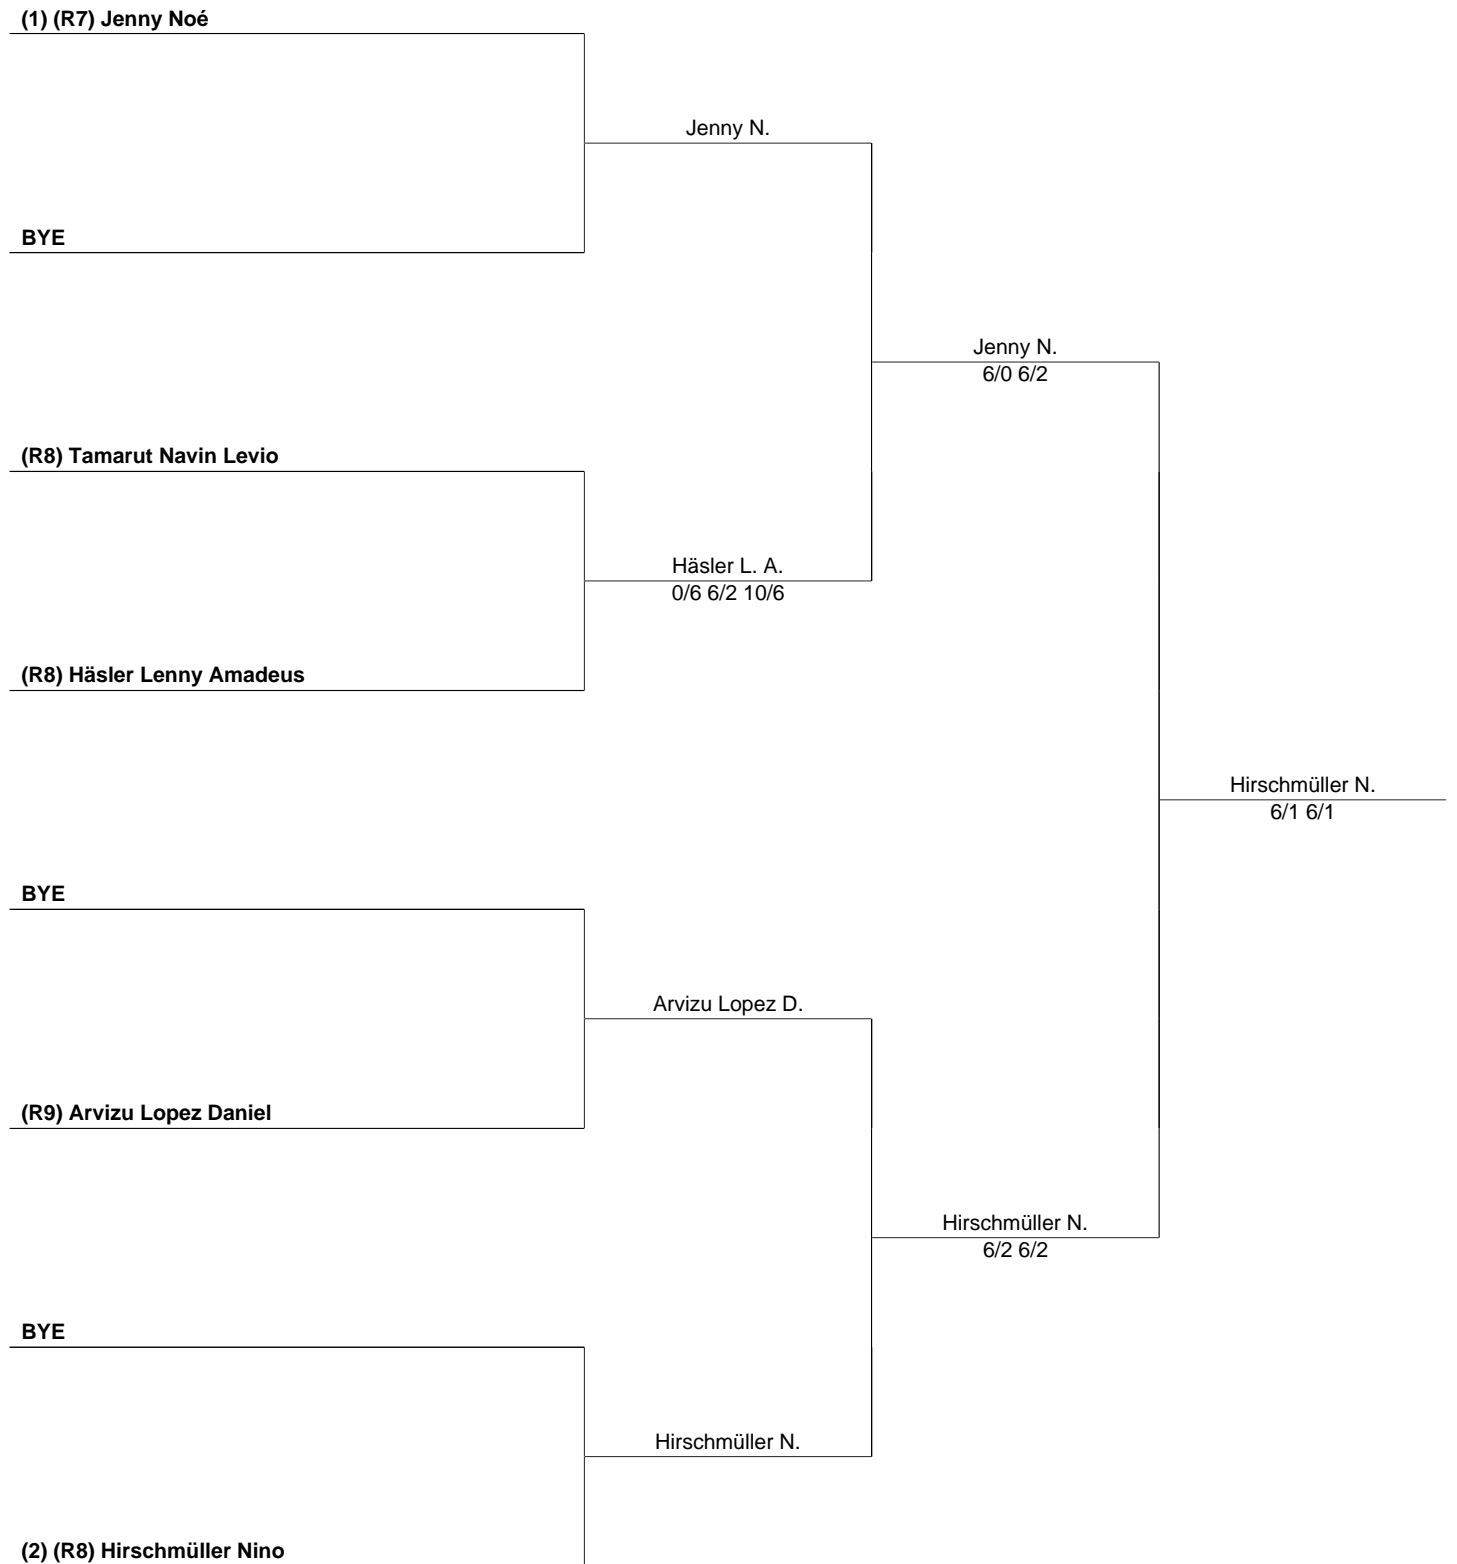 (1) (R7) Jenny Noé
Jenny N.
BYE
Jenny N.
6/0 6/2
(R8) Tamarut Navin Levio
Häsler L. A.
0/6 6/2 10/6
(R8) Häsler Lenny Amadeus
Hirschmüller N.
6/1 6/1
BYE
Arvizu Lopez D.
(R9) Arvizu Lopez Daniel
Hirschmüller N.
6/2 6/2
BYE
Hirschmüller N.
(2) (R8) Hirschmüller Nino